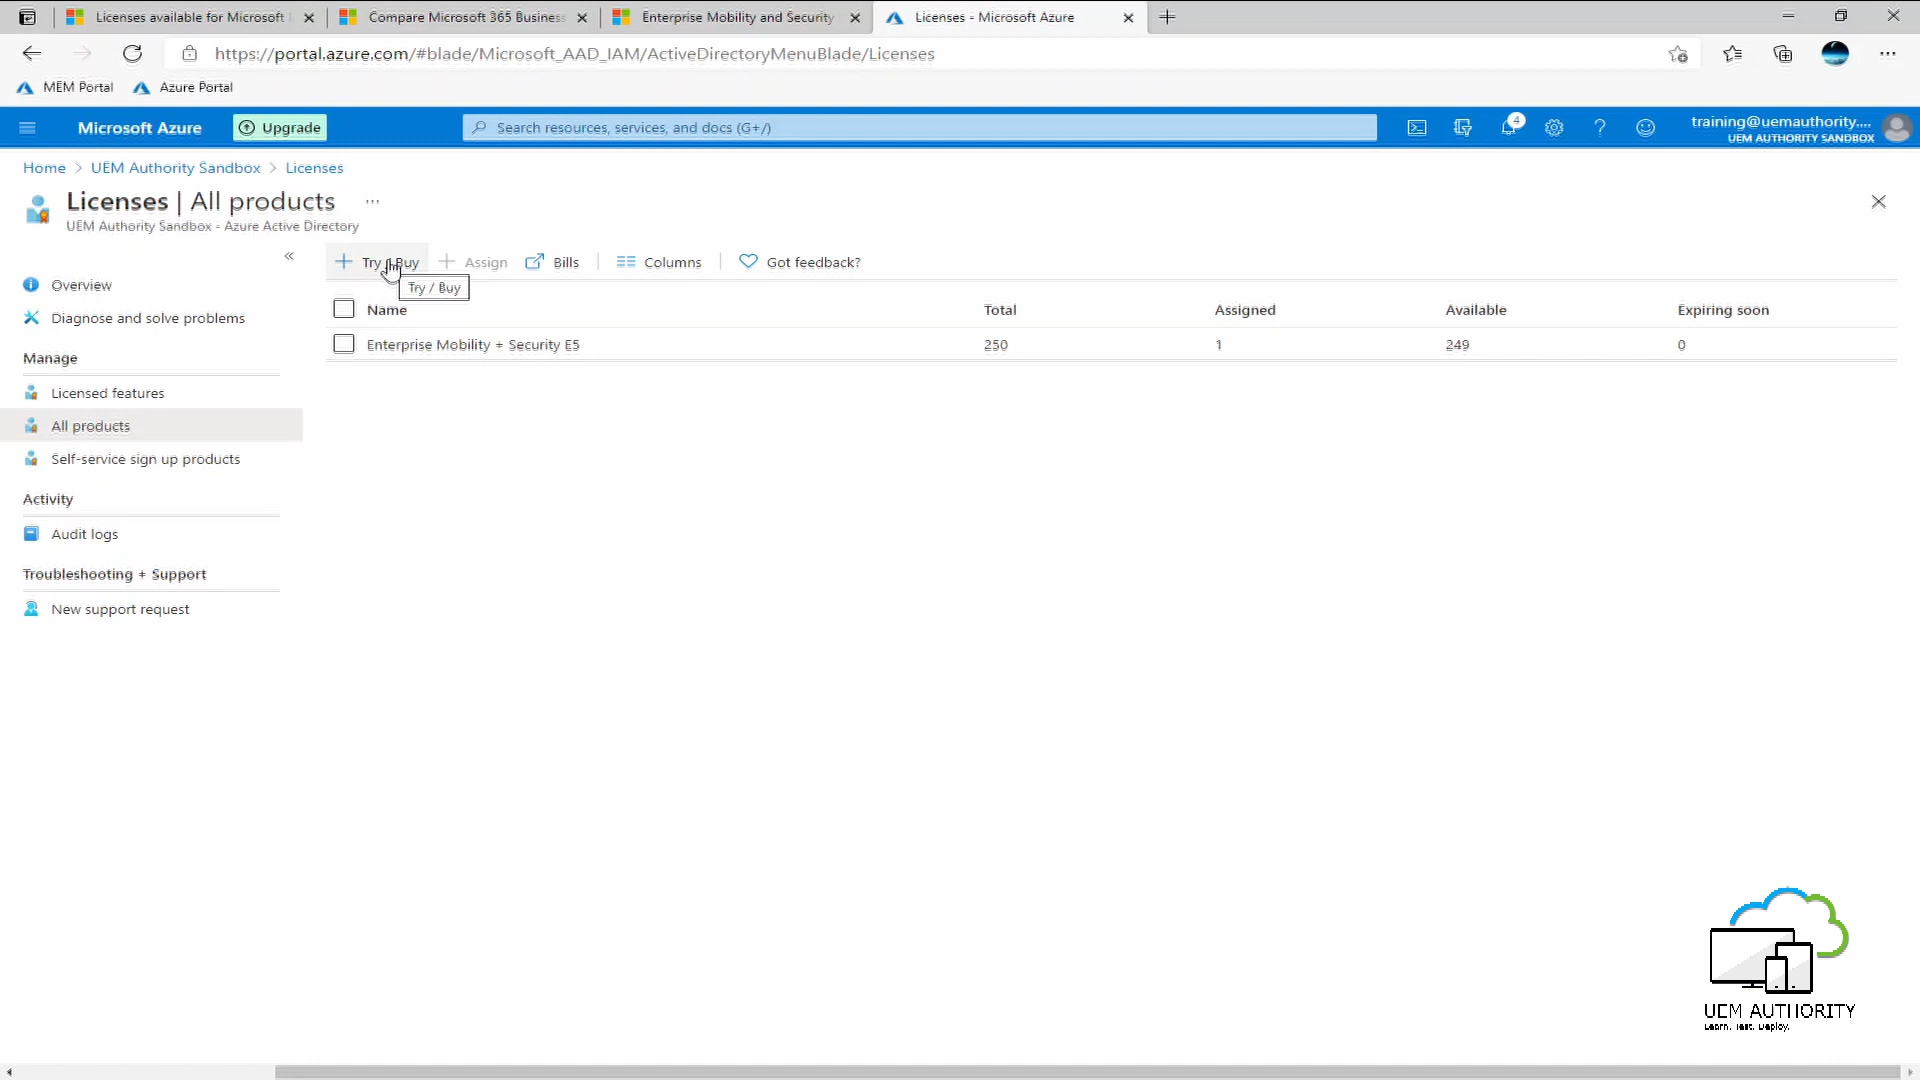 Licenses available for Microsoft
Compare Microsoft 365 Business
Enterprise Mobility and Security
Licenses - Microsoft Azure
https://portal.azure.com/#blade/Microsoft_AAD_IAM/ActiveDirectoryMenuBlade/Licenses
MEM Portal
Azure Portal
Microsoft Azure
Upgrade
Search resources, services, and docs (G+/)
4
training@uemauthority....
UEM AUTHORITY SANDBOX
Home > UEM Authority Sandbox > Licenses
Licenses | All products ...
UEM Authority Sandbox - Azure Active Directory
Try / Buy
Assign
Bills
Columns
Got feedback?
Try / Buy
Overview
Diagnose and solve problems
Manage
Licensed features
All products
Self-service sign up products
Activity
Audit logs
Troubleshooting + Support
New support request
Name Total Assigned Available Expiring soon
Enterprise Mobility + Security E5 250 1 249 0
UEM AUTHORITY
Learn. Test. Deploy.